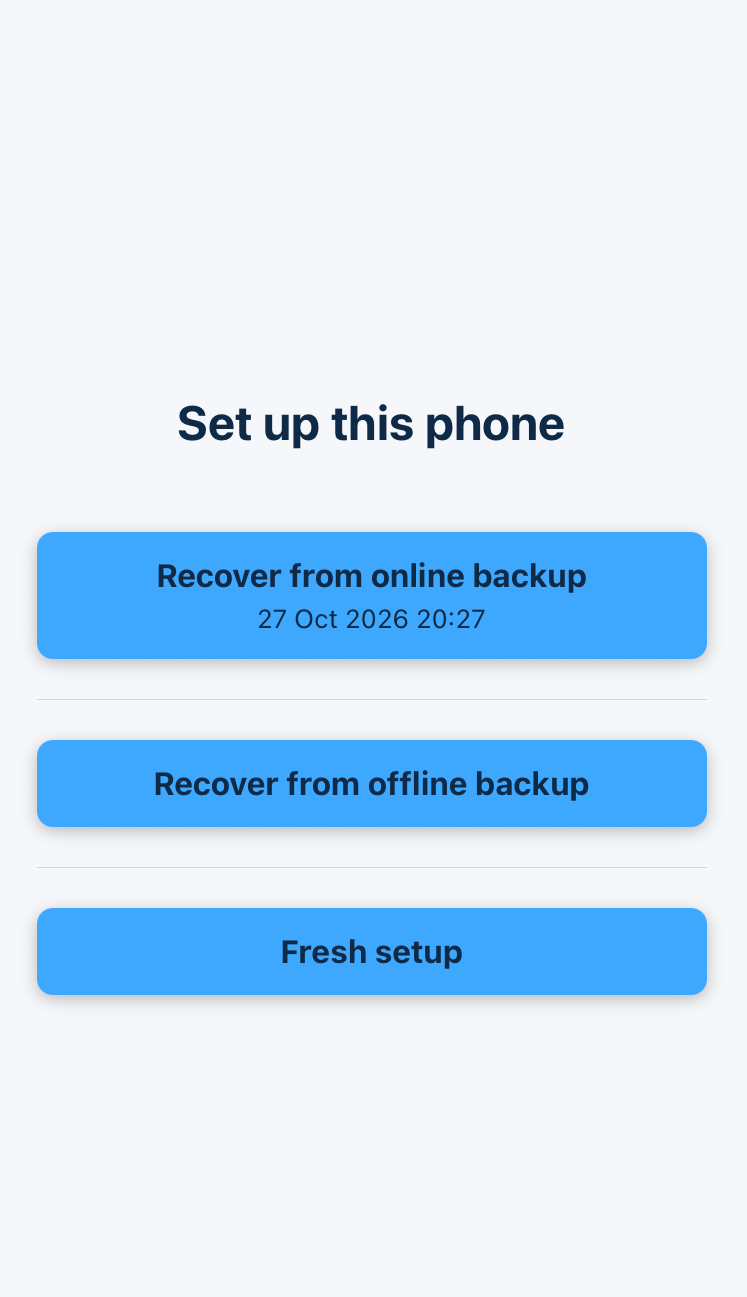 Set up this phone
Recover from online backup
27 Oct 2026 20:27
Recover from offline backup
Fresh setup